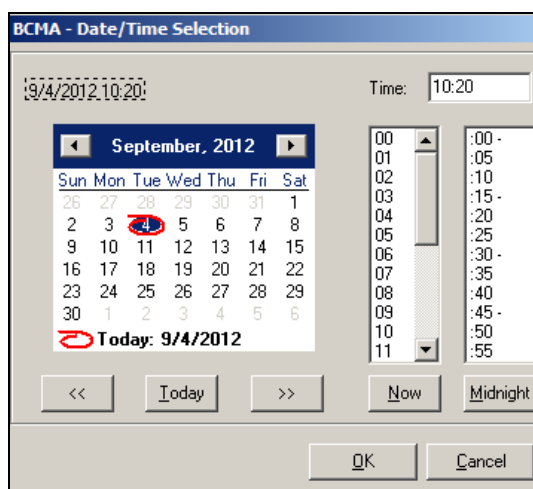 BCMA - Date/Time Selection
9/4/2012 10:20
Time: 10:20
September, 2012
Sun Mon Tue Wed Thu Fri Sat
26 27 28 29 30 31 1
2 3 4 5 6 7 8
9 10 11 12 13 14 15
16 17 18 19 20 21 22
23 24 25 26 27 28 29
30 1 2 3 4 5 6
Today: 9/4/2012
00
01
02
03
04
05
06
07
08
09
10
11
:00 -
:05
:10
:15 -
:20
:25
:30 -
:35
:40
:45 -
:50
:55
<< Today >> Now Midnight
OK Cancel